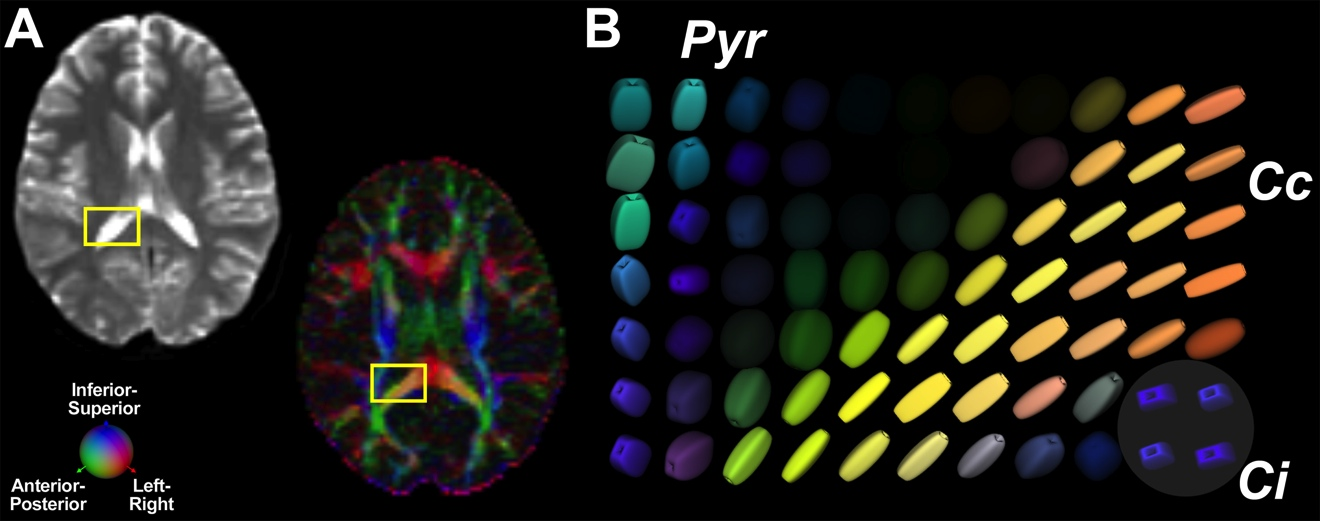 A
B
Pyr
Cc
Inferior-
Superior
Anterior-
Posterior
Left-
Right
Ci